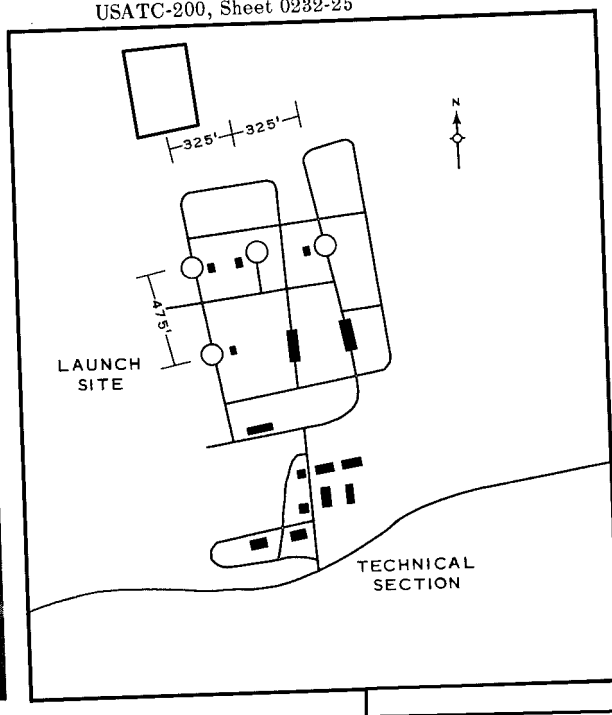 USATC-200, Sheet 0232-25
N
325'
325'
475'
LAUNCH
SITE
TECHNICAL
SECTION